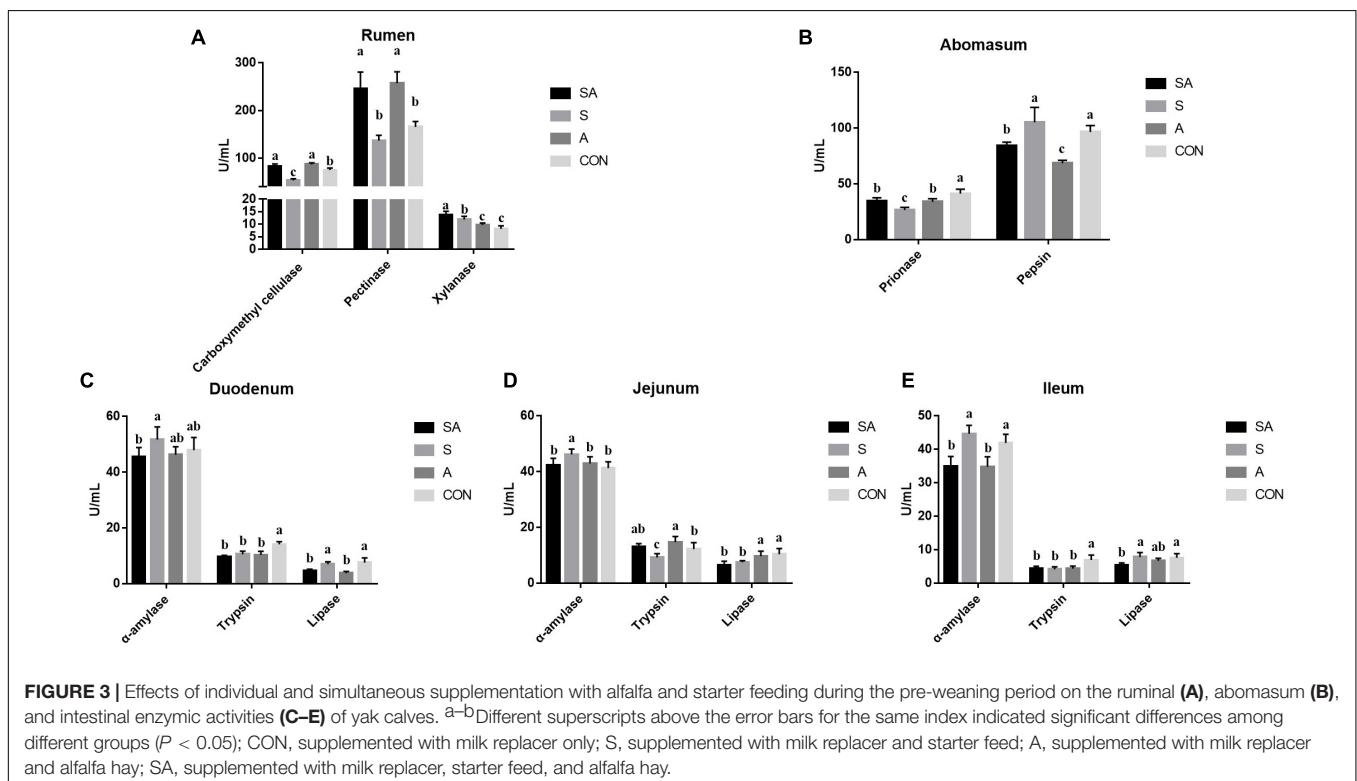 A
Rumen
U/mL
300
200
100
20
15
10
5
0
a c a b
a b a b
a b c c
Carboxymethyl cellulase
Pectinase
Xylanase
SA
S
A
CON
B
Abomasum
U/mL
150
100
50
0
b c b a
b a c a
Prionase
Pepsin
SA
S
A
CON
C
Duodenum
U/mL
60
40
20
0
b a ab ab
b b b a
b a b a
α-amylase
Trypsin
Lipase
SA
S
A
CON
D
Jejunum
U/mL
60
40
20
0
b a b b
ab c a b
b b a a
α-amylase
Trypsin
Lipase
SA
S
A
CON
E
Ileum
U/mL
50
40
30
20
10
0
b a b a
b b b a
b a ab a
α-amylase
Trypsin
Lipase
SA
S
A
CON
FIGURE 3 | Effects of individual and simultaneous supplementation with alfalfa and starter feeding during the pre-weaning period on the ruminal (A), abomasum (B),
and intestinal enzymic activities (C–E) of yak calves. a–bDifferent superscripts above the error bars for the same index indicated significant differences among
different groups (P < 0.05); CON, supplemented with milk replacer only; S, supplemented with milk replacer and starter feed; A, supplemented with milk replacer
and alfalfa hay; SA, supplemented with milk replacer, starter feed, and alfalfa hay.